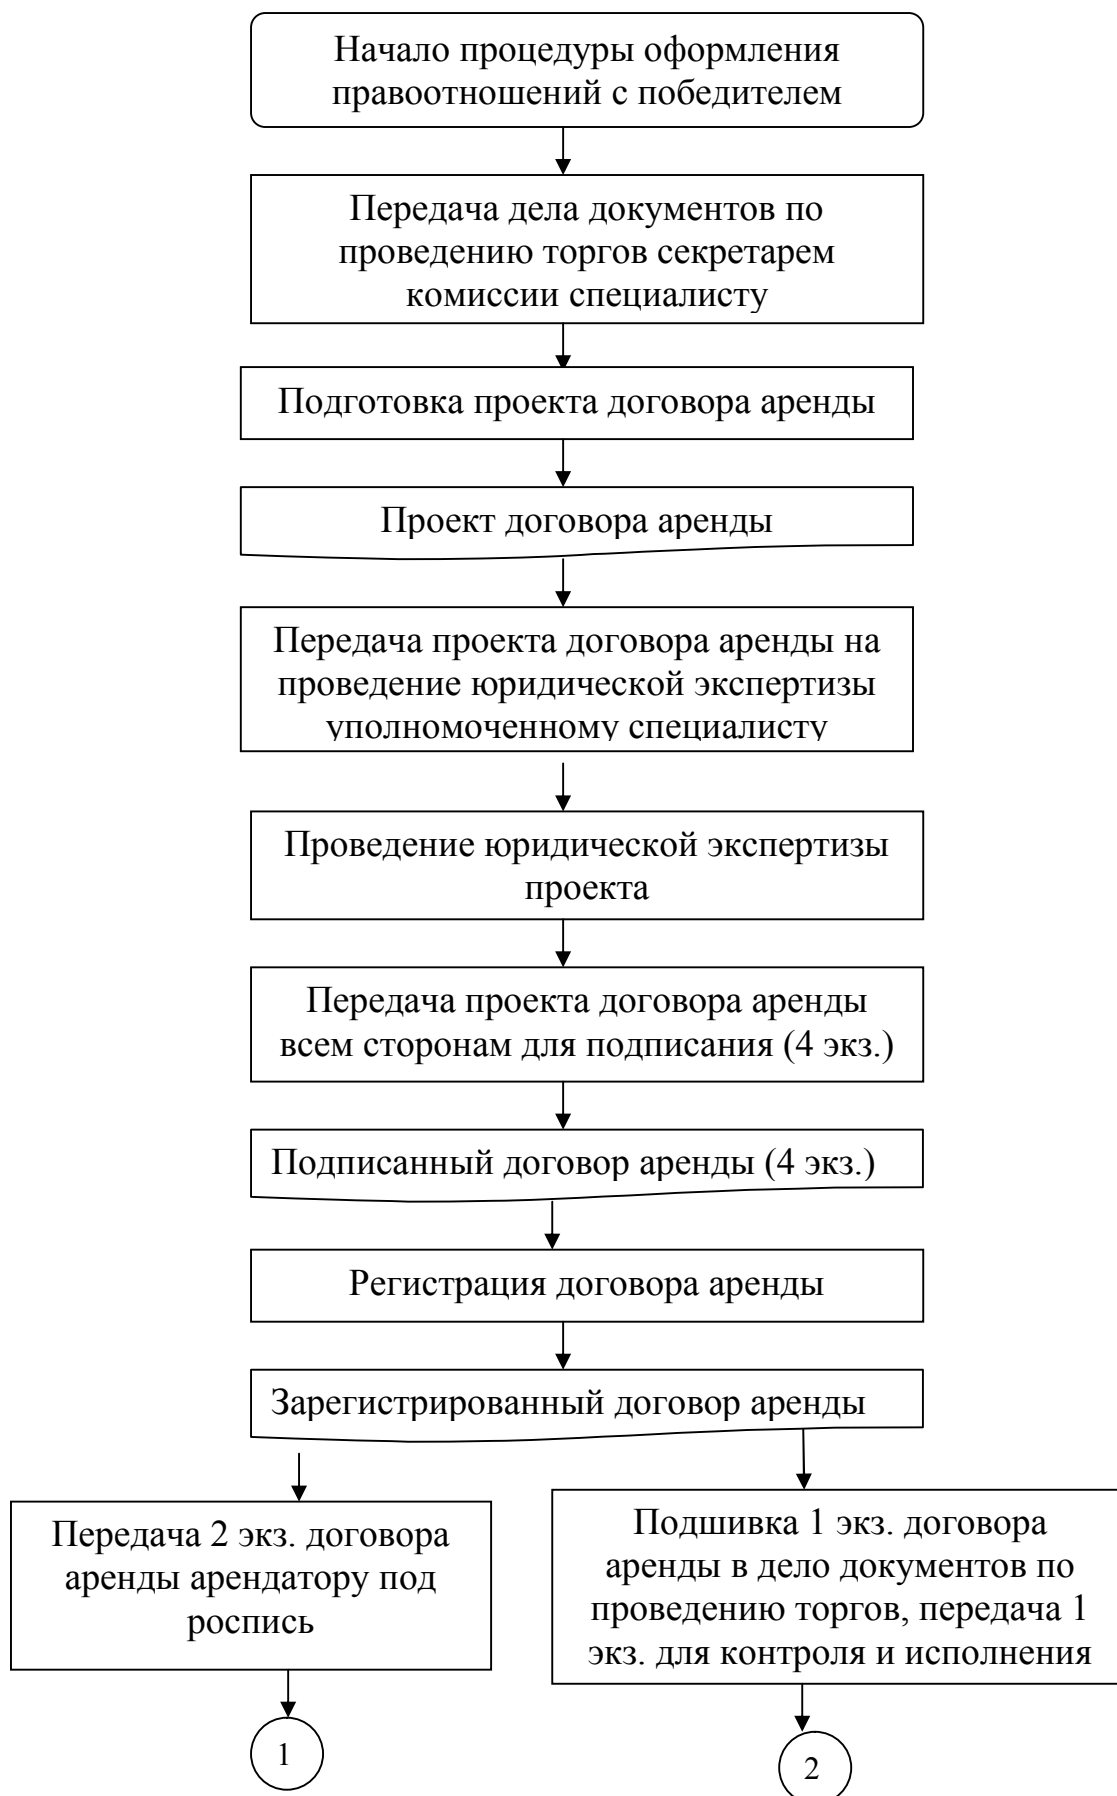 Начало процедуры оформления
правоотношений с победителем
Передача дела документов по
проведению торгов секретарем
комиссии специалисту
Подготовка проекта договора аренды
Проект договора аренды
Передача проекта договора аренды на
проведение юридической экспертизы
уполномоченному специалисту
Проведение юридической экспертизы
проекта
Передача проекта договора аренды
всем сторонам для подписания (4 экз.)
Подписанный договор аренды (4 экз.)
Регистрация договора аренды
Зарегистрированный договор аренды
Передача 2 экз. договора
аренды арендатору под
роспись
Подшивка 1 экз. договора
аренды в дело документов по
проведению торгов, передача 1
экз. для контроля и исполнения
1
2